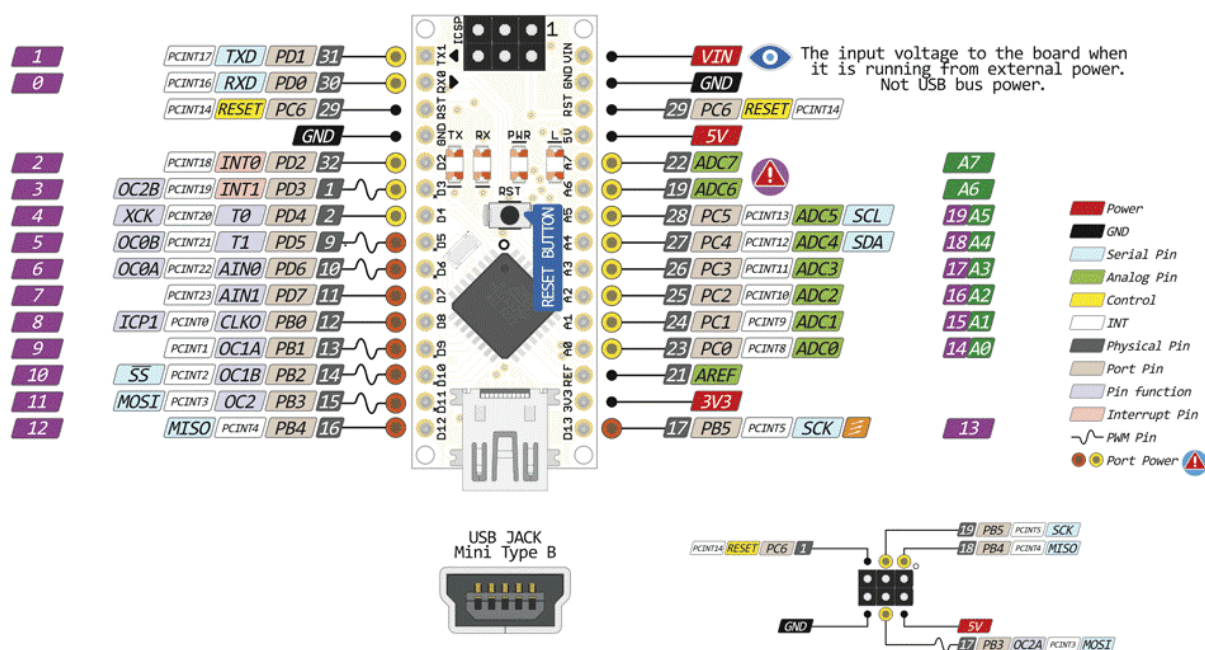 ICSP
1
1 PCINT17 TXD PD1 31 TX1 VIN VIN The input voltage to the board when
it is running from external power.
Not USB bus power.
0 PCINT16 RXD PD0 30 RX0 GND GND
PCINT14 RESET PC6 29 RST RST 29 PC6 RESET PCINT14
GND GND 5V 5V
TX RX PWR L
2 PCINT18 INT0 PD2 32 D2 A7 22 ADC7 A7
3 OC2B PCINT19 INT1 PD3 1 D3 A6 19 ADC6 A6
RST
RESET BUTTON
4 XCK PCINT20 T0 PD4 2 D4 A5 28 PC5 PCINT13 ADC5 SCL 19 A5
5 OC0B PCINT21 T1 PD5 9 D5 A4 27 PC4 PCINT12 ADC4 SDA 18 A4
6 OC0A PCINT22 AIN0 PD6 10 D6 A3 26 PC3 PCINT11 ADC3 17 A3
7 PCINT23 AIN1 PD7 11 D7 A2 25 PC2 PCINT10 ADC2 16 A2
8 ICP1 PCINT0 CLKO PB0 12 D8 A1 24 PC1 PCINT9 ADC1 15 A1
9 PCINT1 OC1A PB1 13 D9 A0 23 PC0 PCINT8 ADC0 14 A0
10 SS PCINT2 OC1B PB2 14 D10 REF 21 AREF
11 MOSI PCINT3 OC2 PB3 15 D11 3V3 3V3
12 MISO PCINT4 PB4 16 D12 D13 17 PB5 PCINT5 SCK 13
Power
GND
Serial Pin
Analog Pin
Control
INT
Physical Pin
Port Pin
Pin function
Interrupt Pin
PWM Pin
Port Power
USB JACK
Mini Type B
19 PB5 PCINT5 SCK
PCINT14 RESET PC6 1
18 PB4 PCINT4 MISO
GND
5V
17 PB3 OC2A PCINT3 MOSI